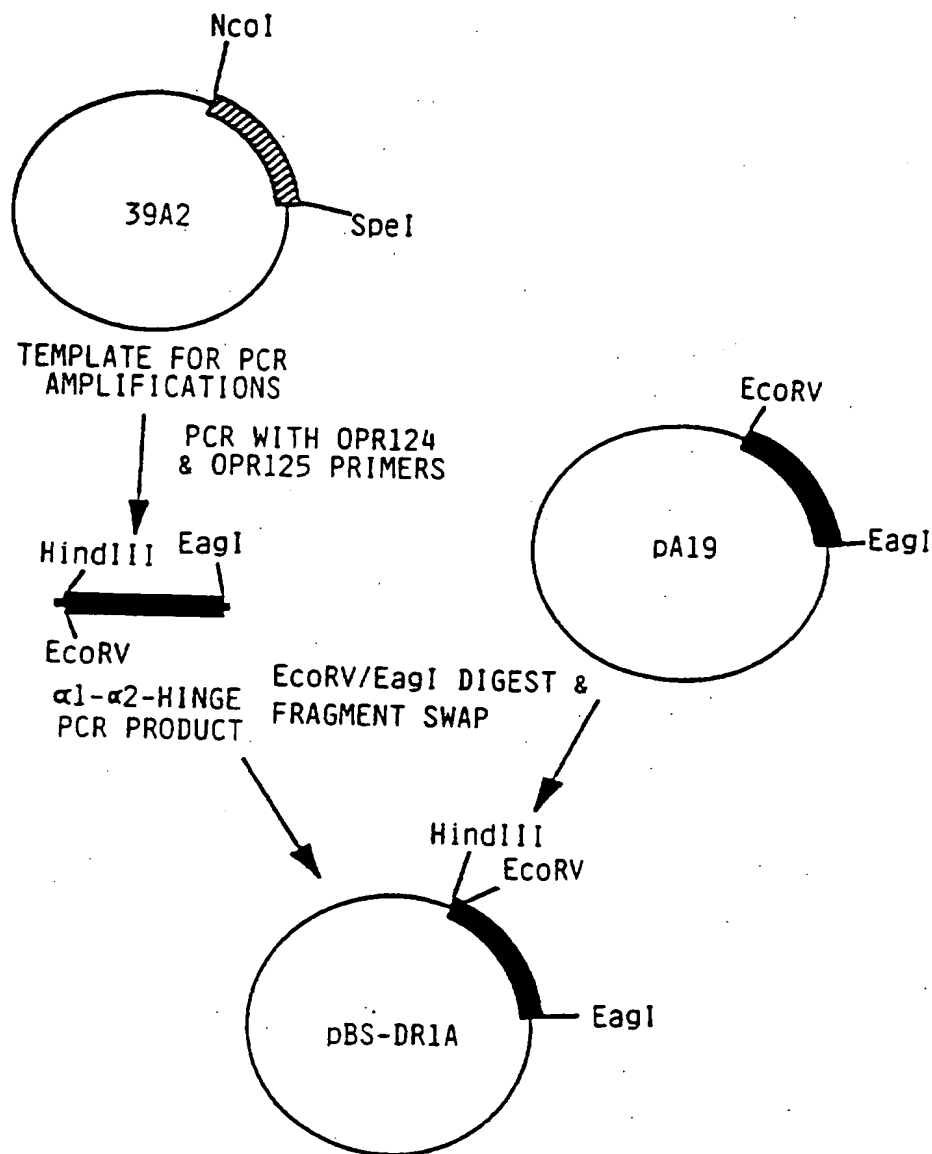 NcoI
39A2
SpeI
TEMPLATE FOR PCR
AMPLIFICATIONS
PCR WITH OPR124
& OPR125 PRIMERS
HindIII
EagI
EcoRV
α1-α2-HINGE
PCR PRODUCT
EcoRV
pA19
EagI
EcoRV/EagI DIGEST &
FRAGMENT SWAP
HindIII
EcoRV
pBS-DR1A
EagI